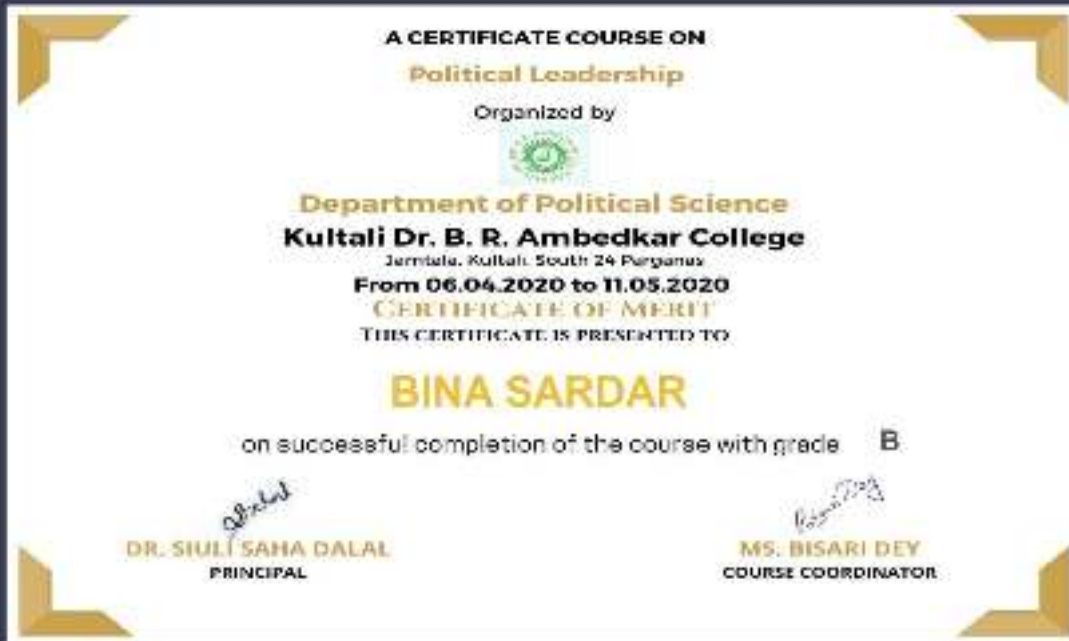 A CERTIFICATE COURSE ON
Political Leadership
Organized by
Department of Political Science
Kultali Dr. B. R. Ambedkar College
Jamtala, Kultali, South 24 Parganas
From 06.04.2020 to 11.05.2020
CERTIFICATE OF MERIT
THIS CERTIFICATE IS PRESENTED TO
BINA SARDAR
on successful completion of the course with grade B
DR. SIULI SAHA DALAL
PRINCIPAL
MS. BISARI DEY
COURSE COORDINATOR